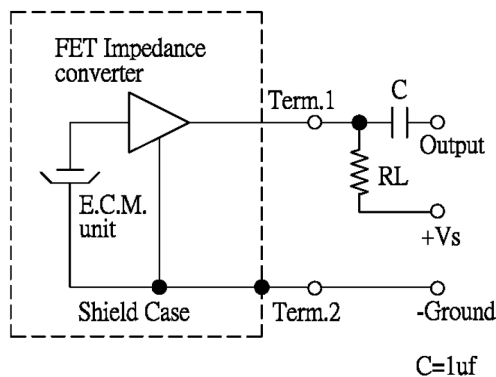 FET Impedance
converter
Term.1
C
Output
RL
E.C.M.
unit
+Vs
Shield Case
Term.2
-Ground
C=1uf